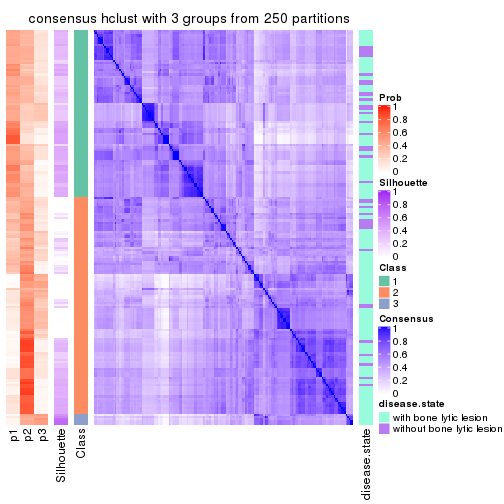 consensus hclust with 3 groups from 250 partitions
Prob
1
0.8
0.6
0.4
0.2
0
Silhouette
1
0.8
0.6
0.4
0.2
0
Class
1
2
3
Consensus
1
0.8
0.6
0.4
0.2
0
disease.state
with bone lytic lesion
without bone lytic lesion
p1
p2
p3
Silhouette
Class
disease.state